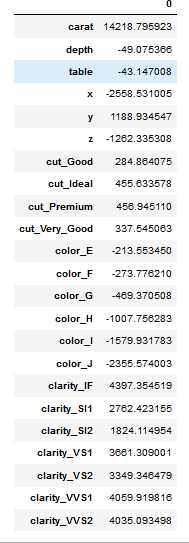 0
carat 14218.795923
depth -49.075366
table -43.147008
x -2558.531005
y 1188.934547
z -1262.335308
cut_Good 284.864075
cut_Ideal 455.633578
cut_Premium 456.945110
cut_Very_Good 337.545063
color_E -213.553450
color_F -273.776210
color_G -469.370508
color_H -1007.756283
color_I -1579.931783
color_J -2355.574003
clarity_IF 4397.354519
clarity_SI1 2762.423155
clarity_SI2 1824.114954
clarity_VS1 3661.309001
clarity_VS2 3349.346479
clarity_VVS1 4059.919816
clarity_VVS2 4035.093498